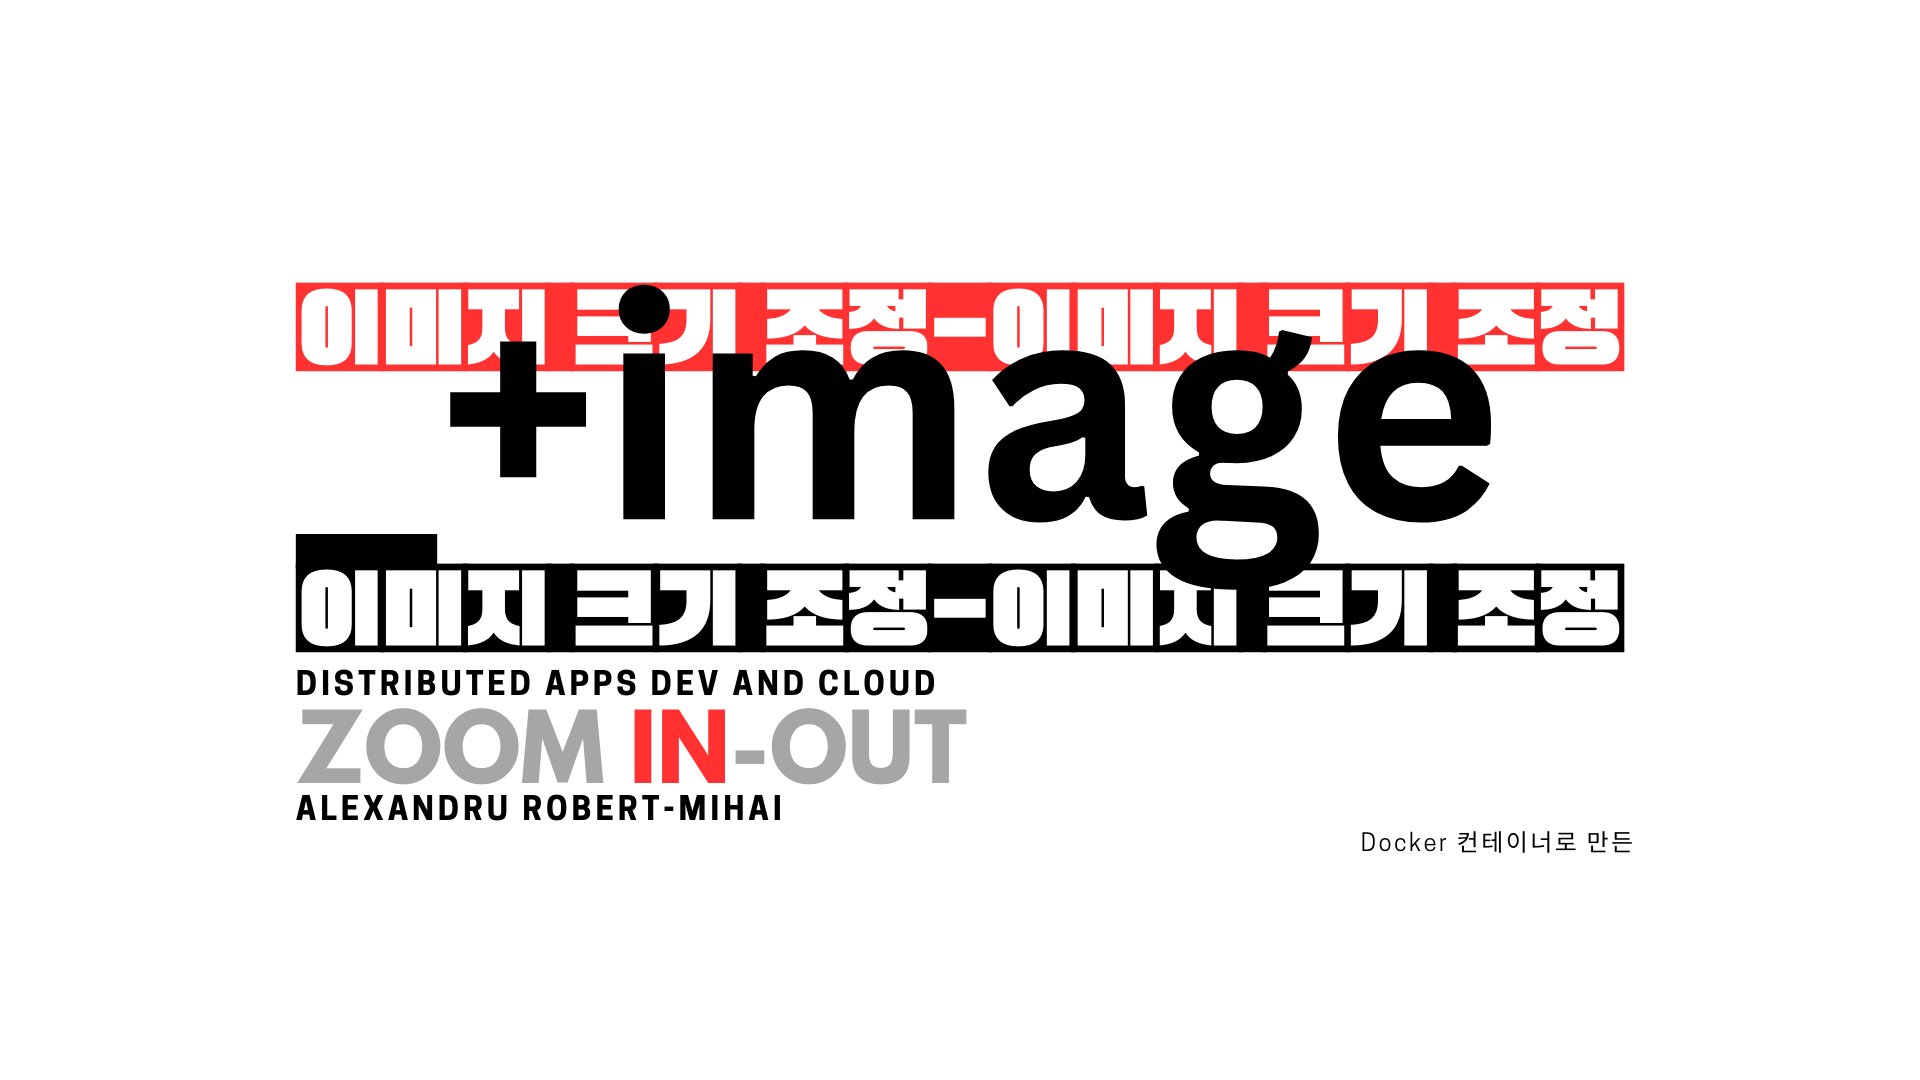 이미지 크기 조정-이미지 크기 조정
+image
이미지 크기 조정-이미지 크기 조정
DISTRIBUTED APPS DEV AND CLOUD
ZOOM IN-OUT
ALEXANDRU ROBERT-MIHAI
Docker 컨테이너로 만든